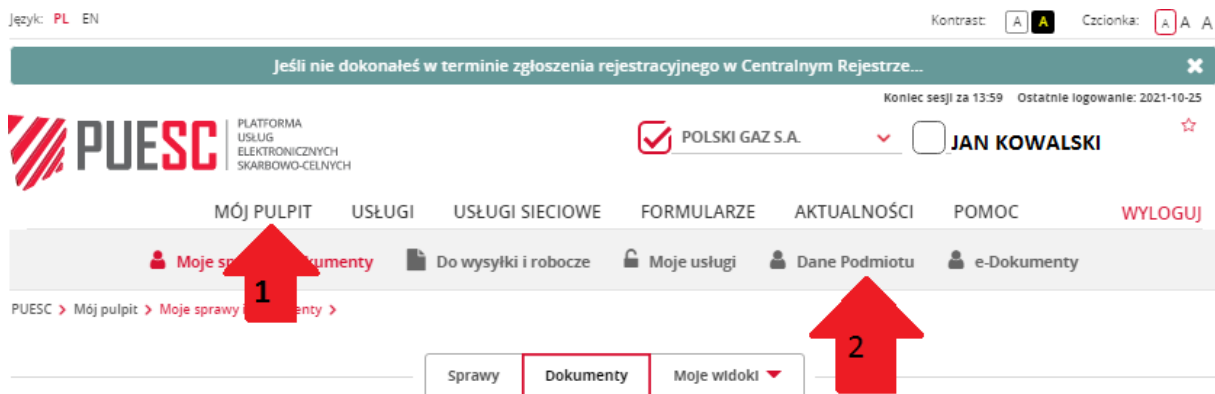 Język: PL EN Kontrast: A A Czcionka: A A A
Jeśli nie dokonałeś w terminie zgłoszenia rejestracyjnego w Centralnym Rejestrze... ×
Koniec sesji za 13:59 Ostatnie logowanie: 2021-10-25
PUESC
PLATFORMA
USŁUG
ELEKTRONICZNYCH
SKARBOWO-CELNYCH
POLSKI GAZ S.A. JAN KOWALSKI
MÓJ PULPIT USŁUGI USŁUGI SIECIOWE FORMULARZE AKTUALNOŚCI POMOC WYLOGUJ
Moje Do wysyłki i robocze Moje usługi Dane Podmiotu e-Dokumenty
1
PUESC > Mój pulpit > Moje sprawy >
2
Sprawy Dokumenty Moje widoki